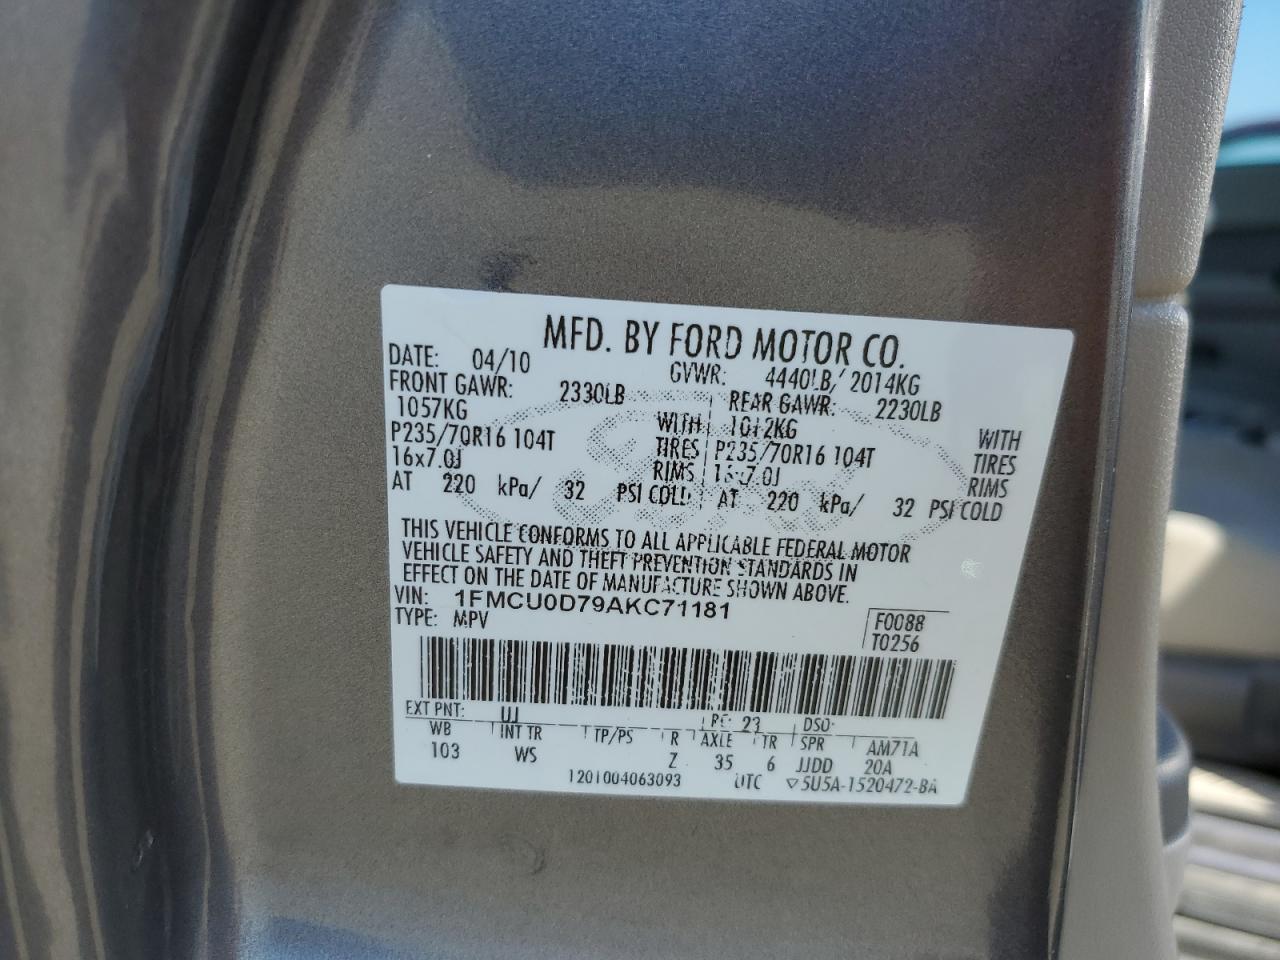 MFD. BY FORD MOTOR CO.
DATE: 04/10 GVWR: 4440LB/ 2014KG
FRONT GAWR: 2330LB REAR GAWR: 2230LB
1057KG WITH 1012KG WITH
P235/70R16 104T TIRES P235/70R16 104T TIRES
16x7.0J RIMS 16x7.0J RIMS
AT 220 kPa/ 32 PSI COLD AT 220 kPa/ 32 PSI COLD
THIS VEHICLE CONFORMS TO ALL APPLICABLE FEDERAL MOTOR
VEHICLE SAFETY AND THEFT PREVENTION STANDARDS IN
EFFECT ON THE DATE OF MANUFACTURE SHOWN ABOVE.
VIN: 1FMCU0D79AKC71181
TYPE: MPV
F0088
T0256
EXT PNT: UJ RC: 23 DSO:
WB INT TR TP/PS R AXLE TR SPR AM71A
103 WS Z 35 6 JJDD 20A
1201004063093 UTC ▽5U5A-1520472-BA